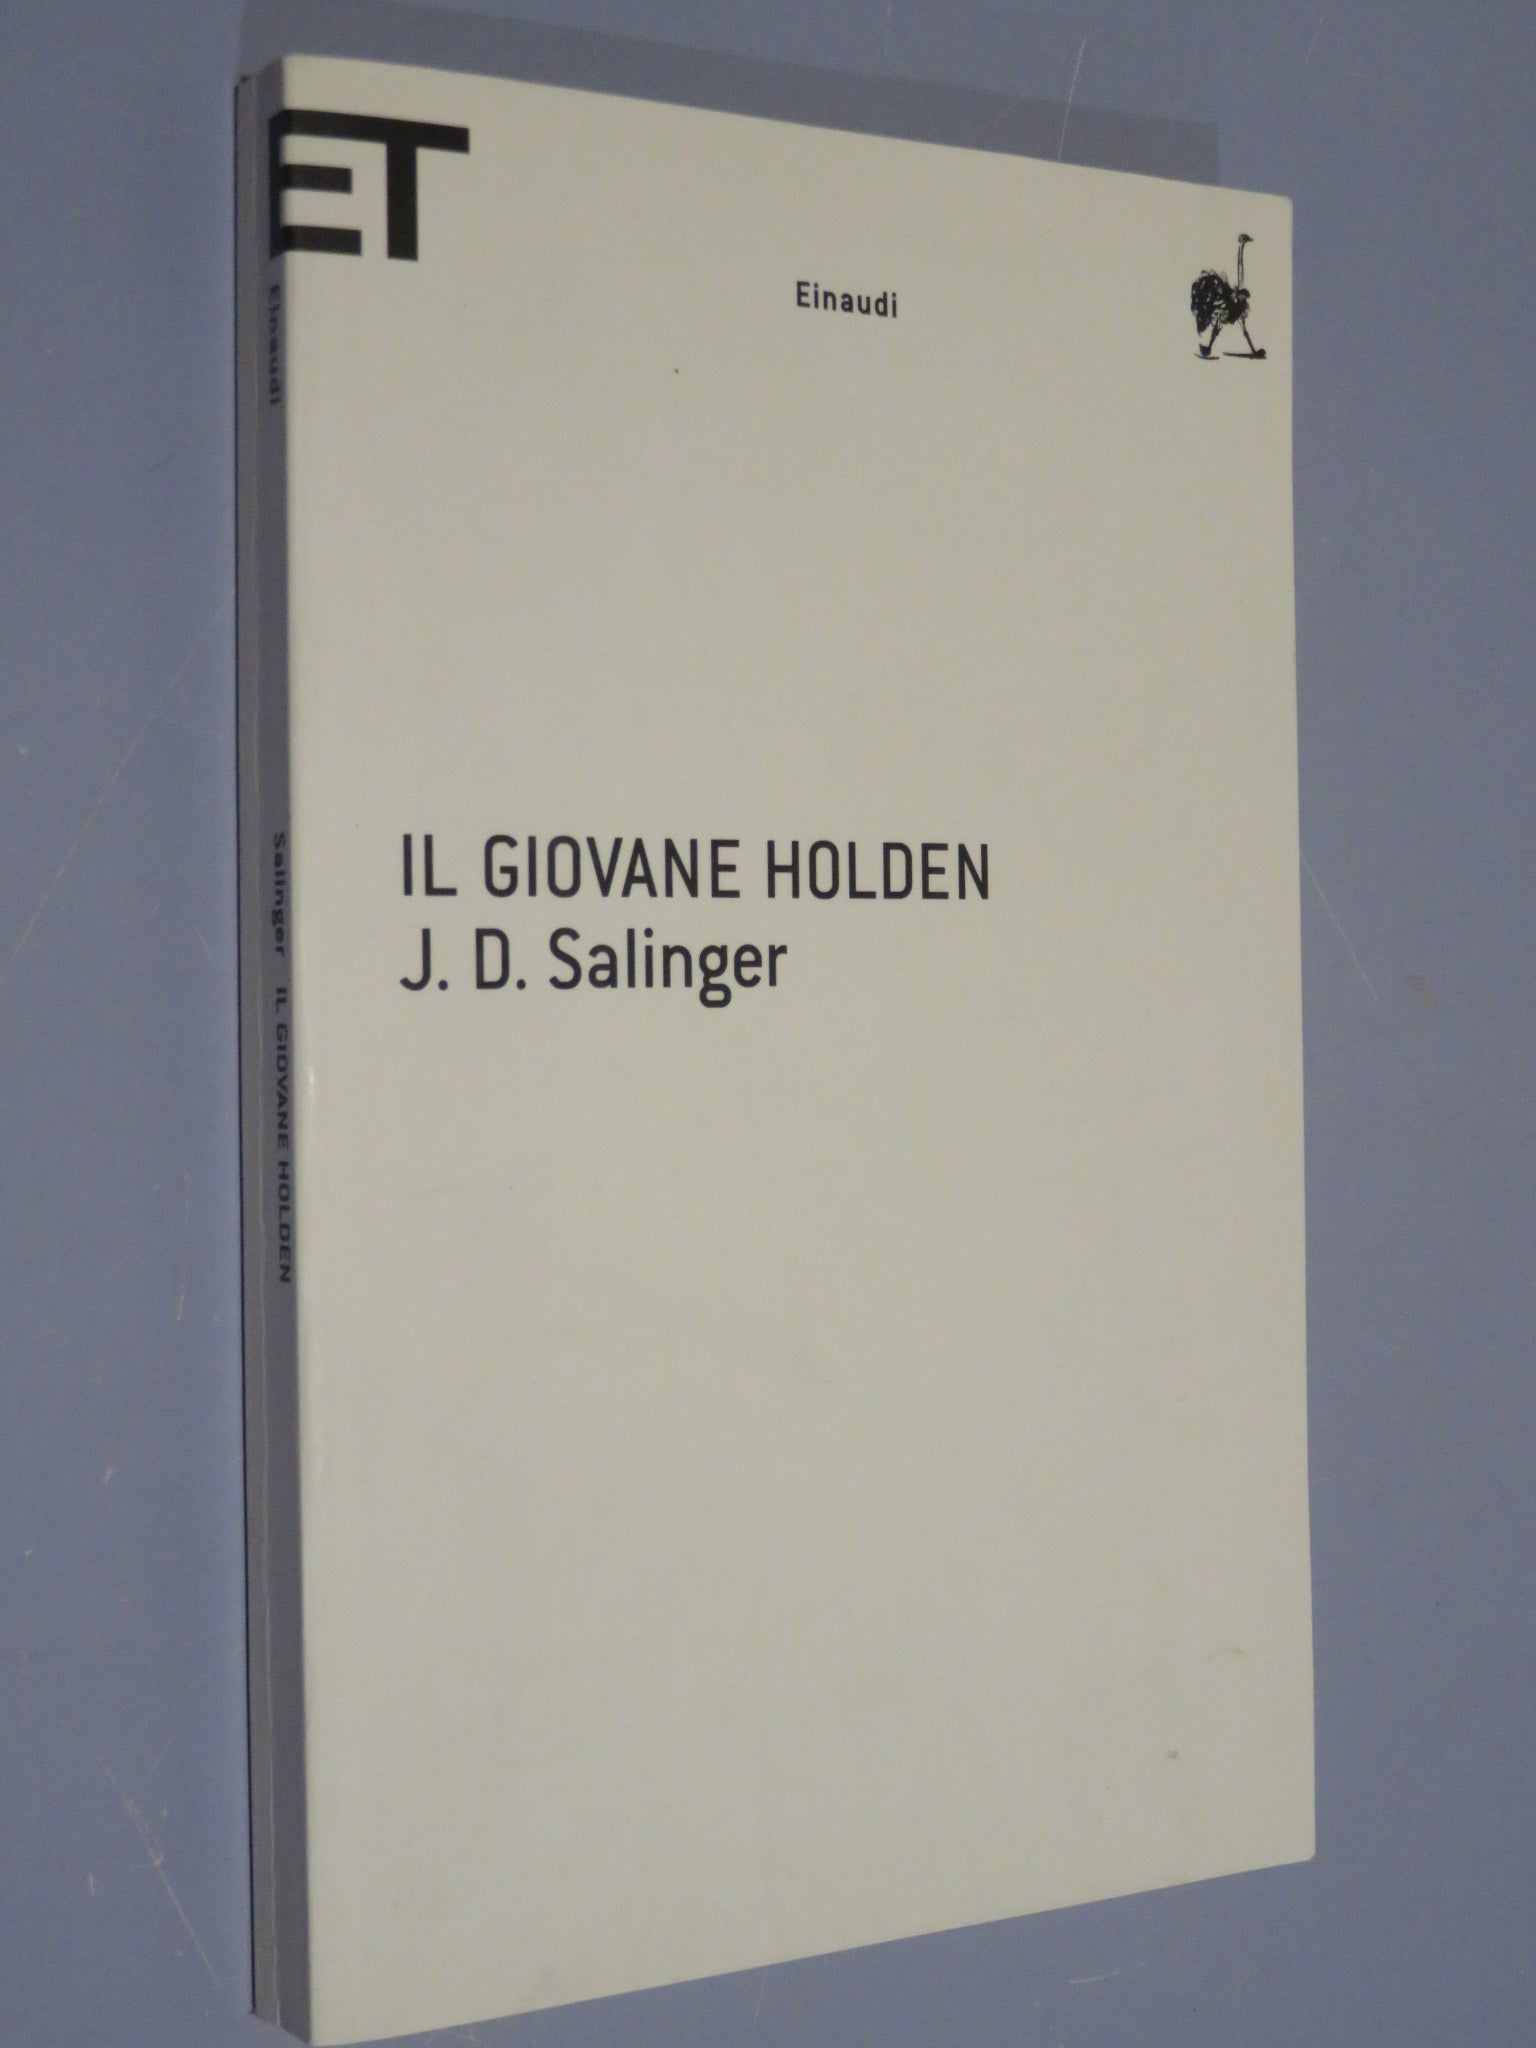 ET
Einaudi
IL GIOVANE HOLDEN
J. D. Salinger
Einaudi Salinger IL GIOVANE HOLDEN